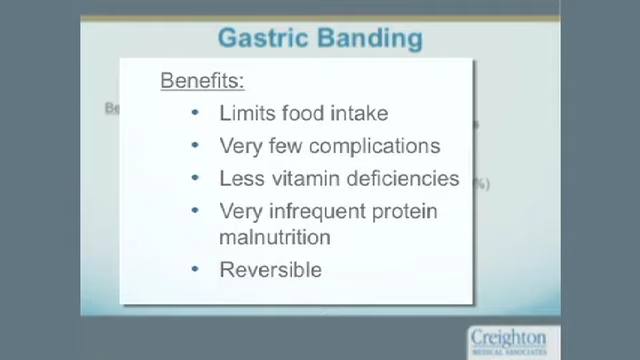 Gastric Banding
Benefits:
• Limits food intake
• Very few complications
• Less vitamin deficiencies
• Very infrequent protein
malnutrition
• Reversible
Be
%)
Creighton
MEDICAL ASSOCIATES